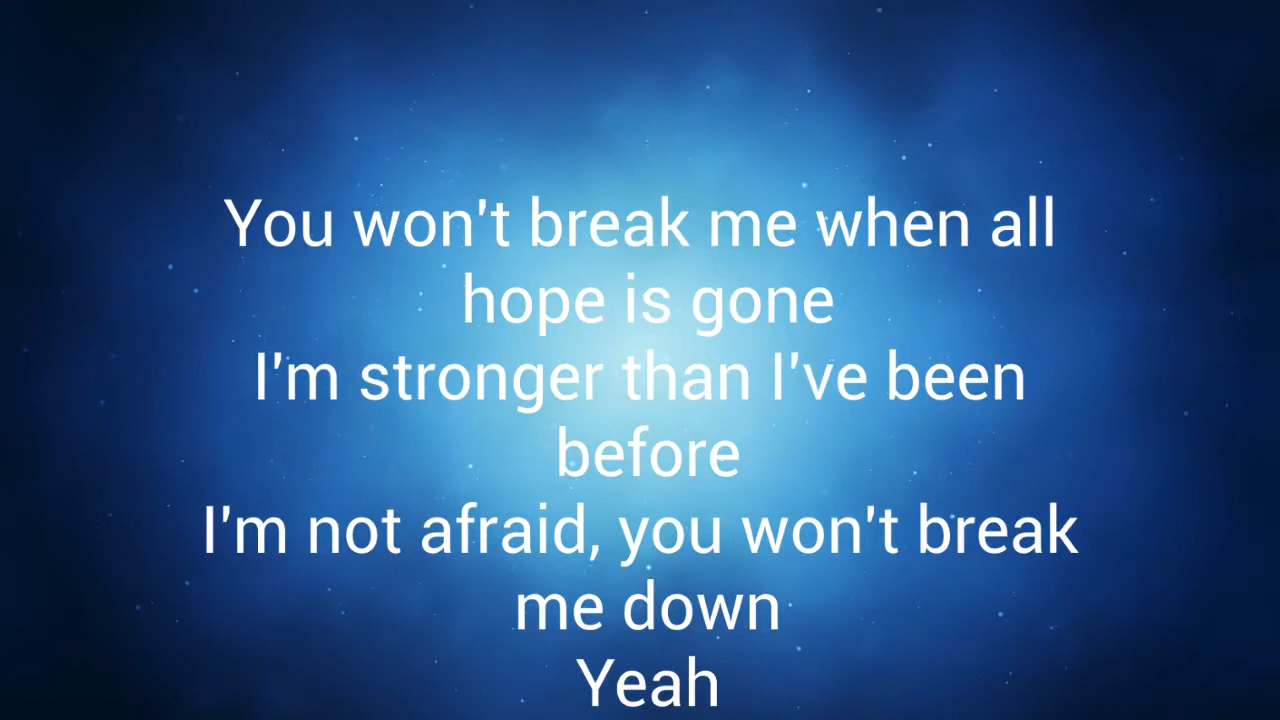 You won't break me when all
hope is gone
I'm stronger than I've been
before
I'm not afraid, you won't break
me down
Yeah